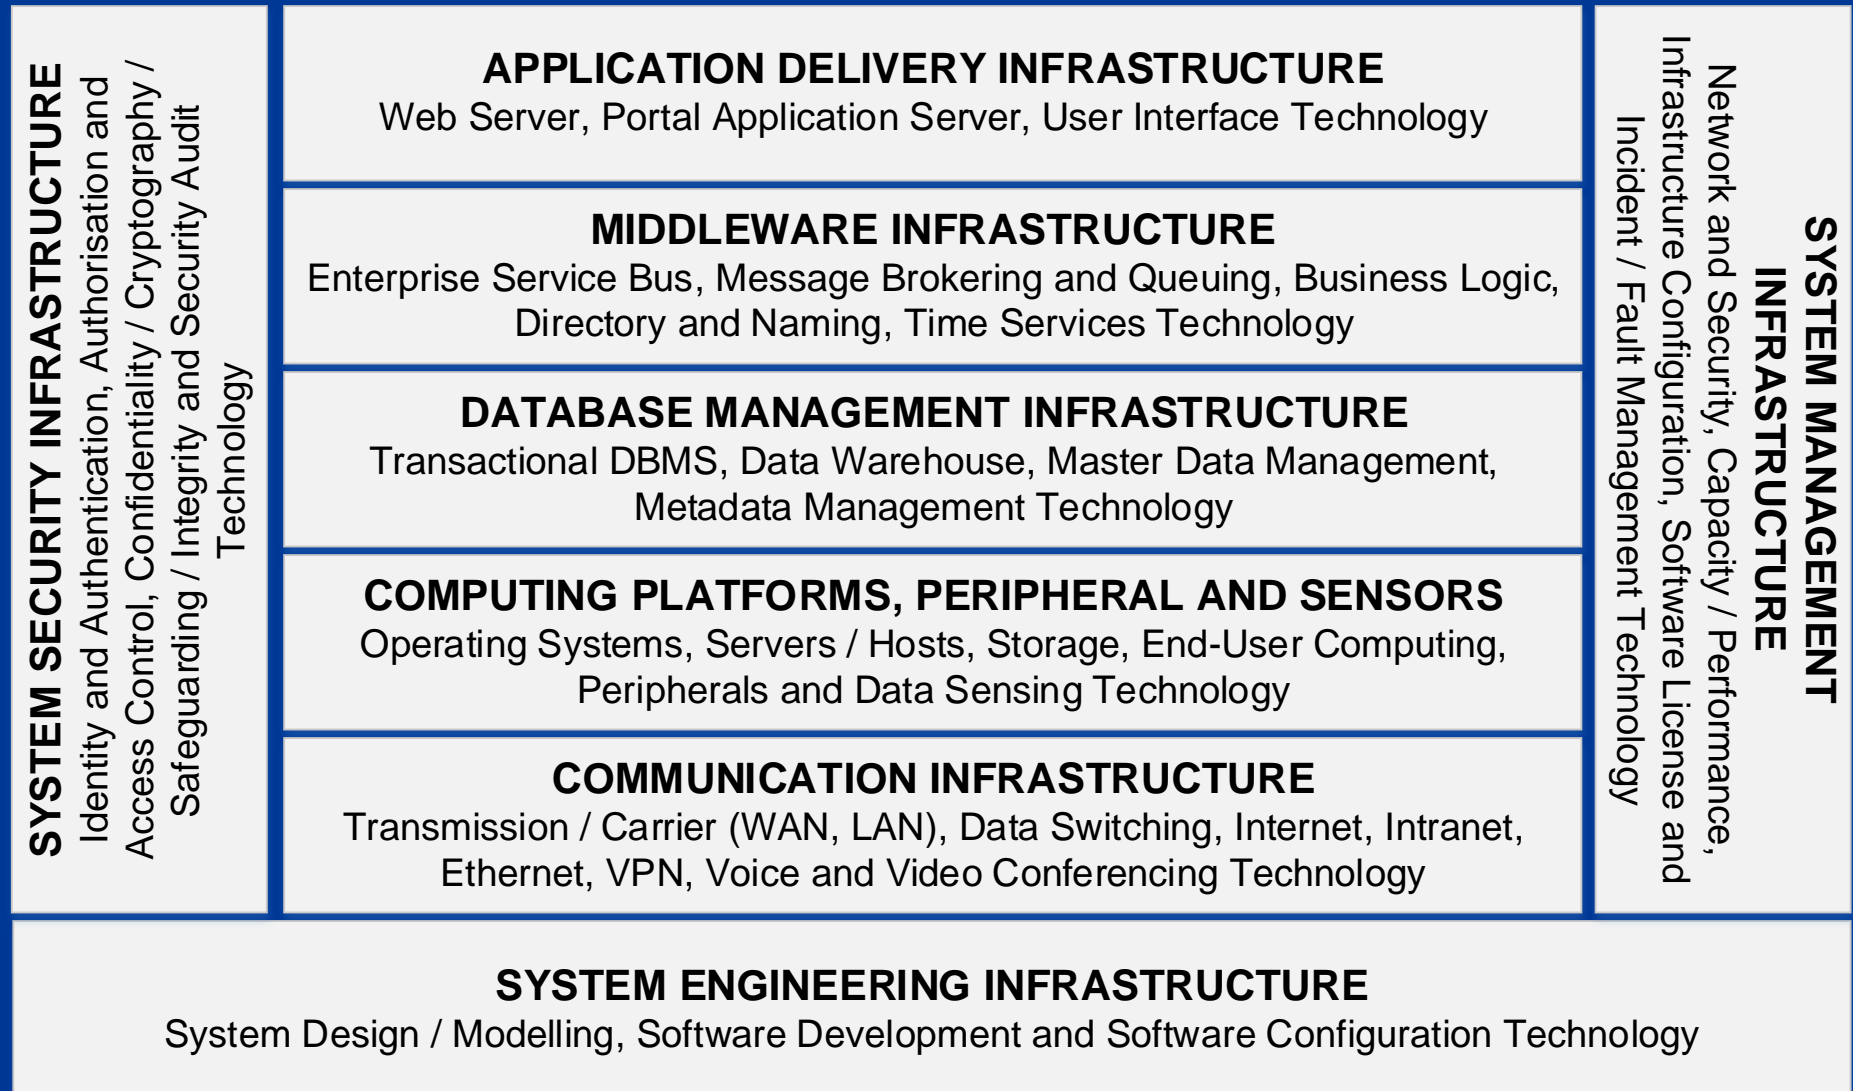 SYSTEM SECURITY INFRASTRUCTURE
Identity and Authentication, Authorisation and
Access Control, Confidentiality / Cryptography /
Safeguarding / Integrity and Security Audit
Technology
APPLICATION DELIVERY INFRASTRUCTURE
Web Server, Portal Application Server, User Interface Technology
MIDDLEWARE INFRASTRUCTURE
Enterprise Service Bus, Message Brokering and Queuing, Business Logic,
Directory and Naming, Time Services Technology
DATABASE MANAGEMENT INFRASTRUCTURE
Transactional DBMS, Data Warehouse, Master Data Management,
Metadata Management Technology
COMPUTING PLATFORMS, PERIPHERAL AND SENSORS
Operating Systems, Servers / Hosts, Storage, End-User Computing,
Peripherals and Data Sensing Technology
COMMUNICATION INFRASTRUCTURE
Transmission / Carrier (WAN, LAN), Data Switching, Internet, Intranet,
Ethernet, VPN, Voice and Video Conferencing Technology
SYSTEM MANAGEMENT
INFRASTRUCTURE
Network and Security, Capacity / Performance,
Infrastructure Configuration, Software License and
Incident / Fault Management Technology
SYSTEM ENGINEERING INFRASTRUCTURE
System Design / Modelling, Software Development and Software Configuration Technology